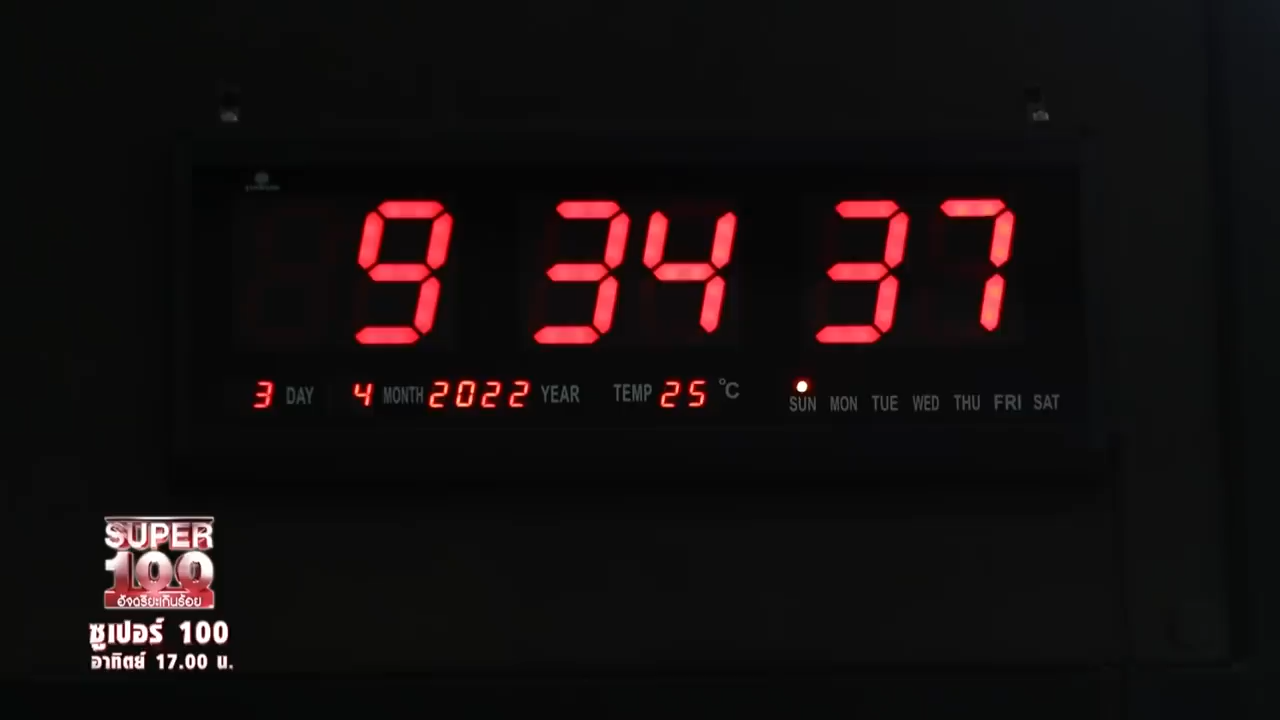 9 34 37
3 DAY 4 MONTH 2022 YEAR TEMP 25 °C
SUN MON TUE WED THU FRI SAT
SUPER
100
อัจฉริยะเกินร้อย
ซูเปอร์ 100
อาทิตย์ 17.00 น.